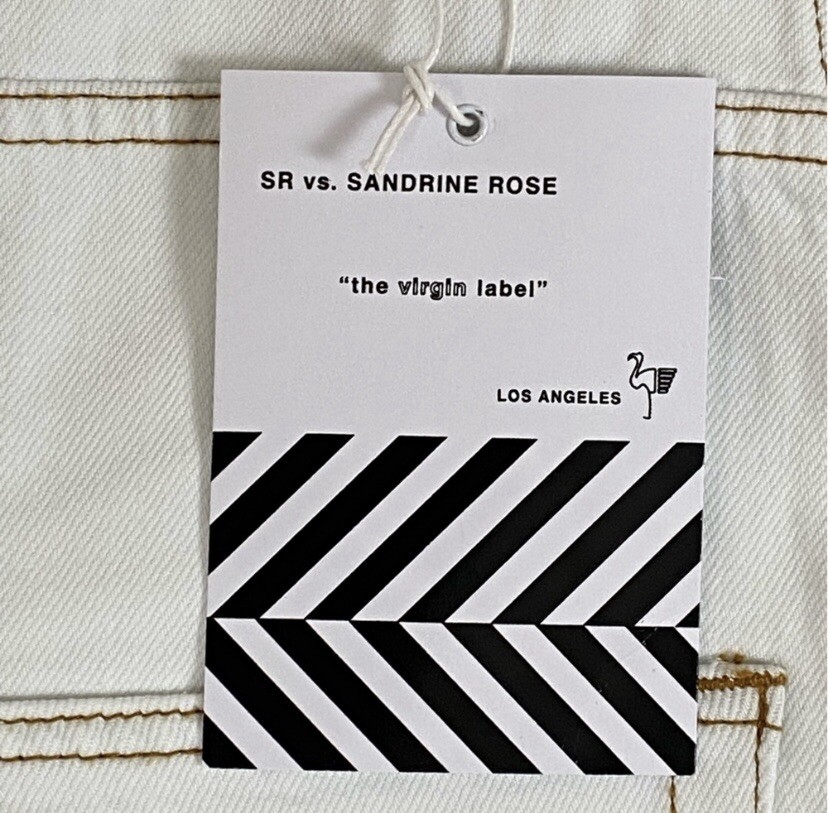 SR vs. SANDRINE ROSE
“the virgin label”
LOS ANGELES